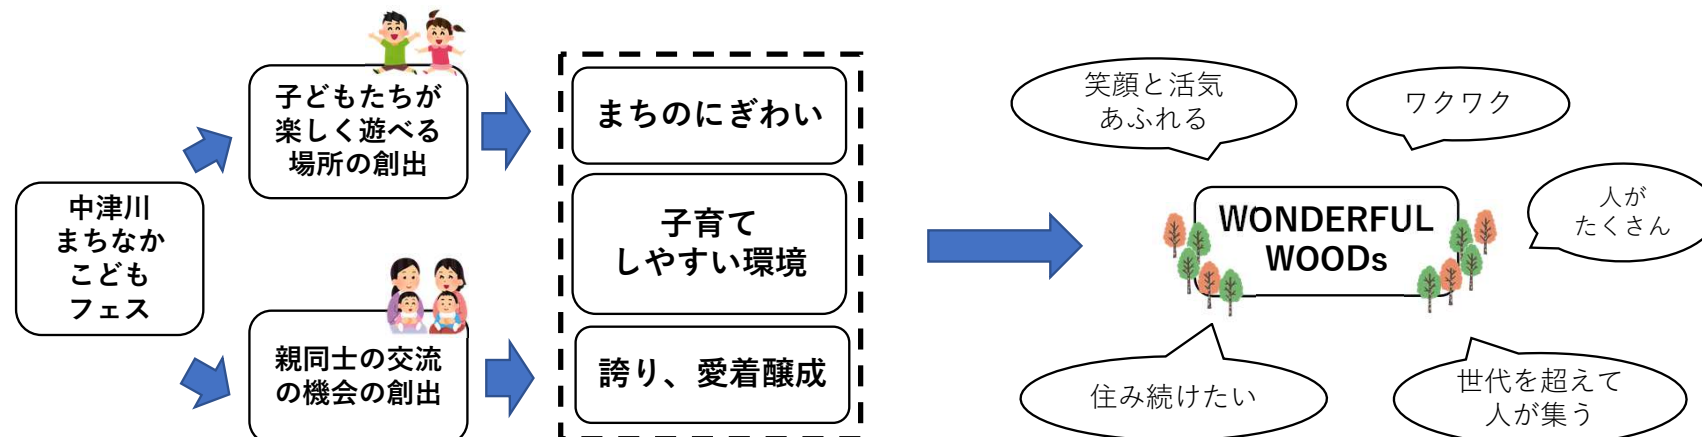 中津川
まちなか
こども
フェス
子どもたちが
楽しく遊べる
場所の創出
親同士の交流
の機会の創出
まちのにぎわい
子育て
しやすい環境
誇り、愛着醸成
笑顔と活気
あふれる
ワクワク
人が
たくさん
WONDERFUL
WOODs
住み続けたい
世代を超えて
人が集う